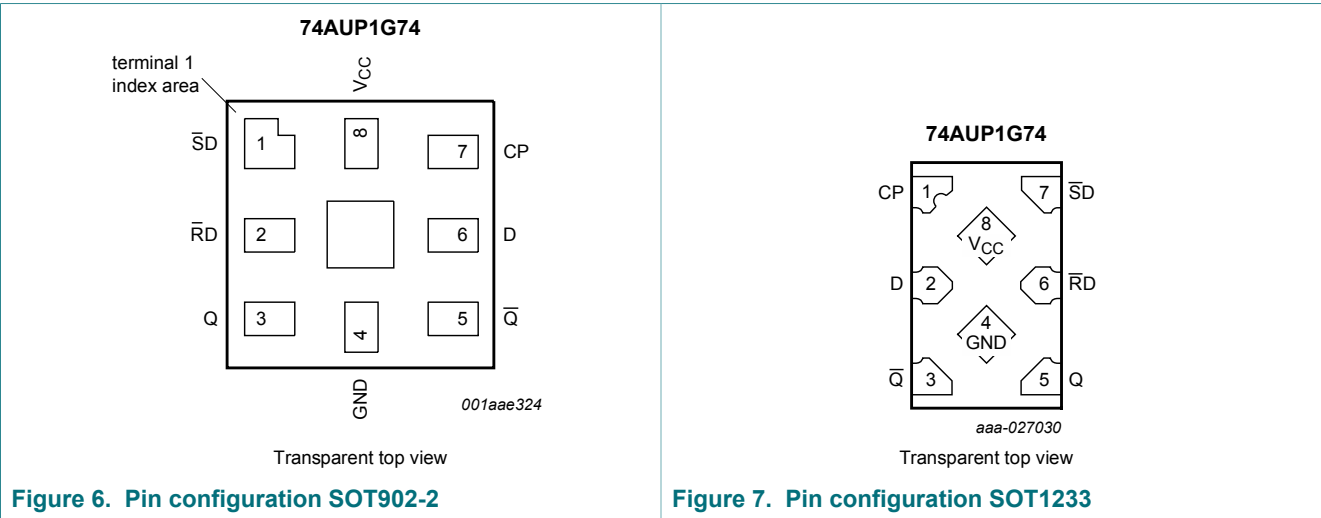 74AUP1G74
terminal 1
index area
VCC
S̅D
1
8
7
CP
R̅D
2
6
D
Q
3
4
5
Q̅
GND
001aae324
Transparent top view
Figure 6. Pin configuration SOT902-2
74AUP1G74
CP
1
7
S̅D
8
VCC
D
2
6
R̅D
4
GND
Q̅
3
5
Q
aaa-027030
Transparent top view
Figure 7. Pin configuration SOT1233